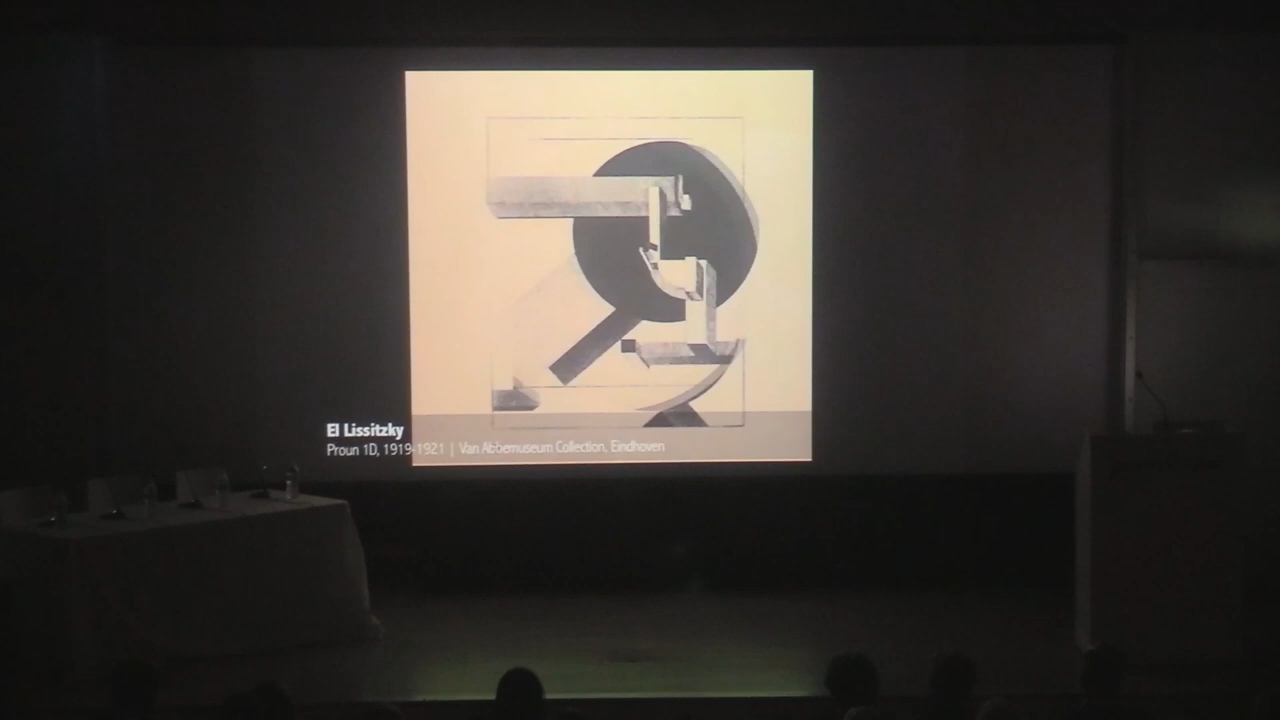 El Lissitzky
Proun 1D, 1919-1921 | Van Abbemuseum Collection, Eindhoven